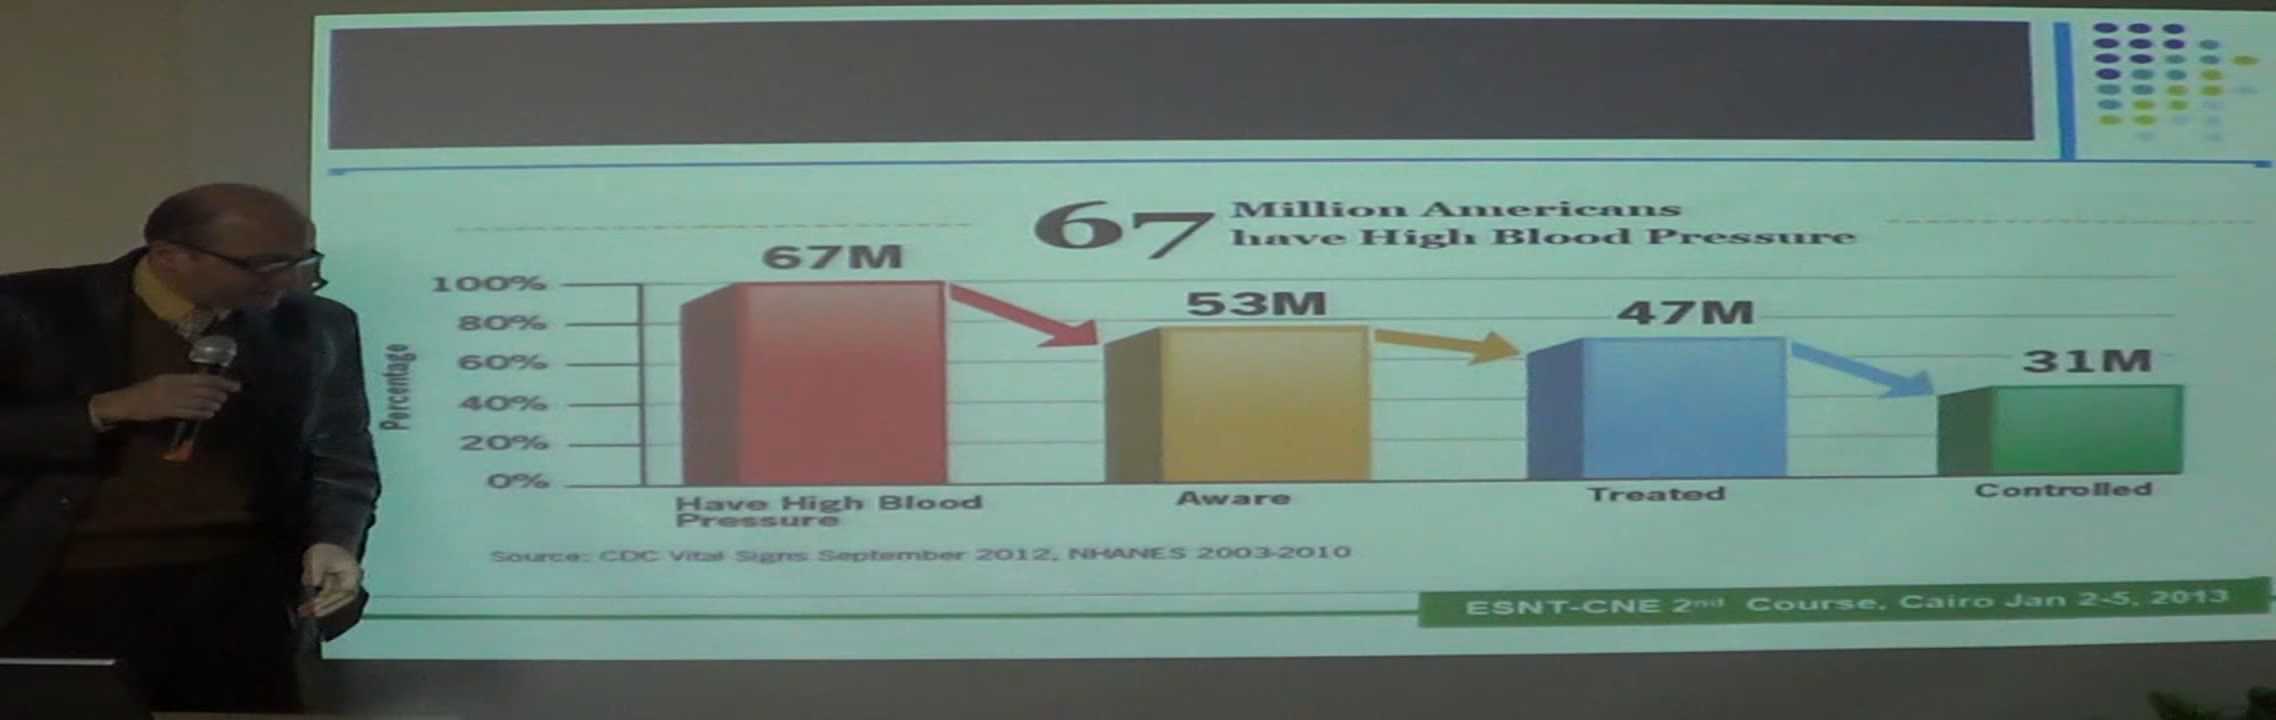 67 Million Americans
have High Blood Pressure
67M
53M
47M
31M
100%
80%
60%
40%
20%
0%
Percentage
Have High Blood
Pressure
Aware
Treated
Controlled
Source: CDC Vital Signs September 2012, NHANES 2003-2010
ESNT-CNE 2nd Course, Cairo Jan 2-5, 2013